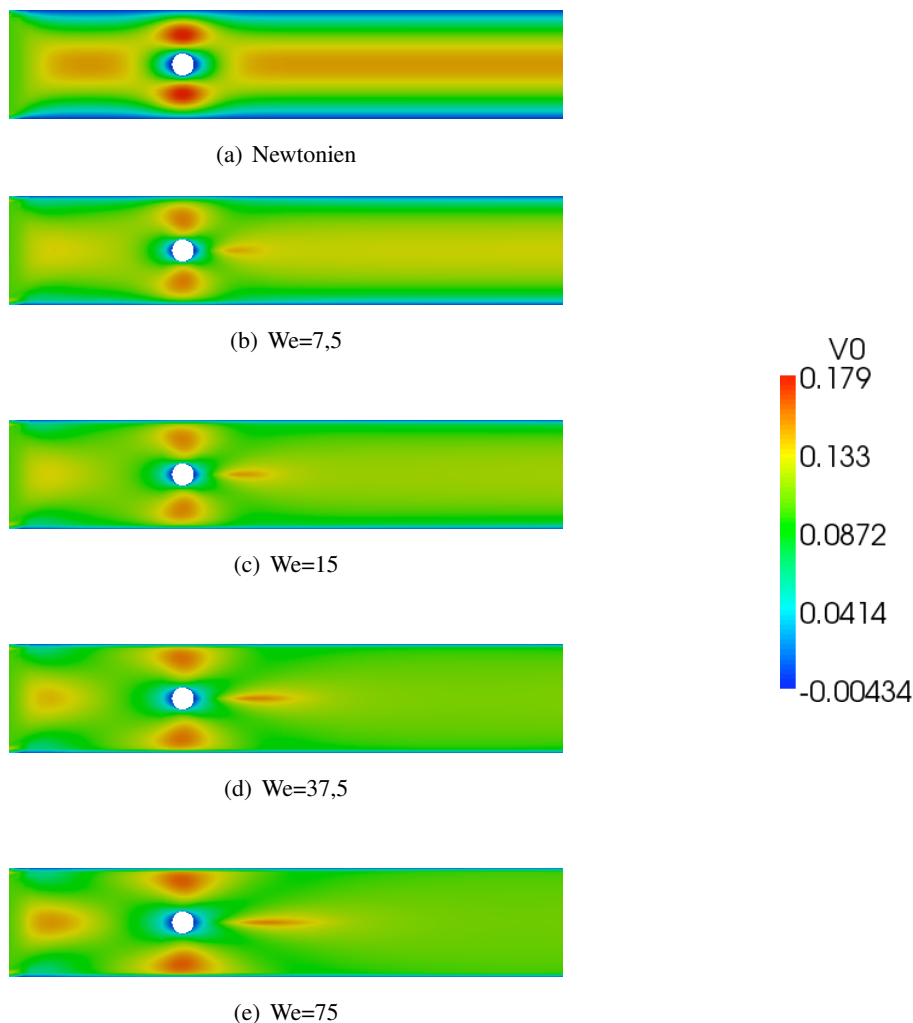 (a) Newtonien
(b) We=7,5
V0
0.179
0.133
0.0872
0.0414
-0.00434
(c) We=15
(d) We=37,5
(e) We=75